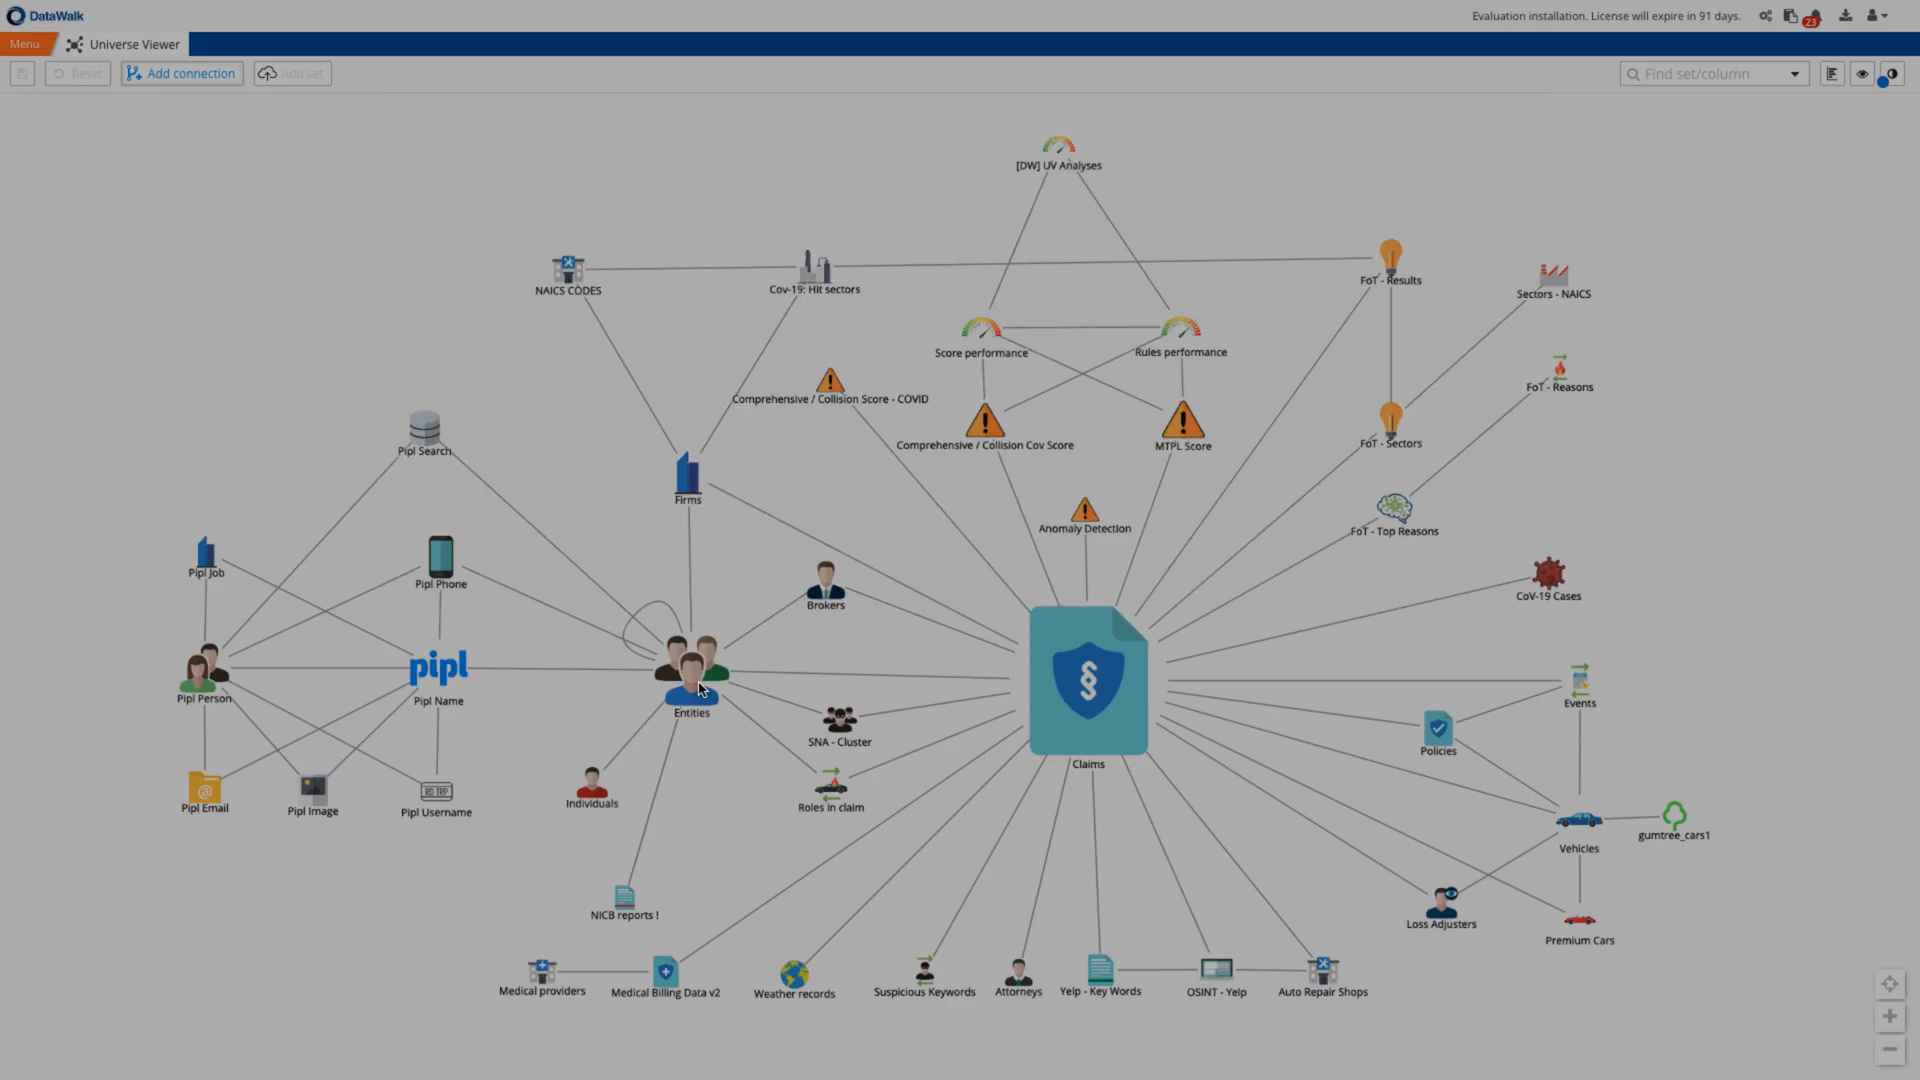 DataWalk
Evaluation installation. License will expire in 91 days.
23
Menu
Universe Viewer
Reset
Add connection
Add set
Find set/column
[DW] UV Analyses
NAICS CODES
Cov-19: Hit sectors
FoT - Results
Sectors - NAICS
Score performance
Rules performance
FoT - Reasons
Comprehensive / Collision Score - COVID
Comprehensive / Collision Cov Score
MTPL Score
FoT - Sectors
Pipl Search
Firms
Anomaly Detection
FoT - Top Reasons
Pipl Job
Pipl Phone
Brokers
CoV-19 Cases
pipl
§
Pipl Person
Pipl Name
Entities
Events
SNA - Cluster
Policies
Claims
@
RD TRP
Pipl Email
Pipl Image
Pipl Username
Individuals
Roles in claim
gumtree_cars1
Vehicles
NICB reports !
Loss Adjusters
Premium Cars
Medical providers
Medical Billing Data v2
Weather records
Suspicious Keywords
Attorneys
Yelp - Key Words
OSINT - Yelp
Auto Repair Shops